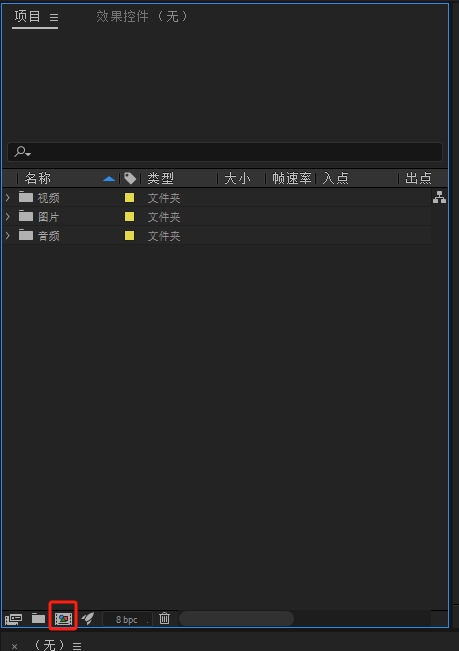 项目 效果控件（无）
名称 类型 大小 帧速率 入点 出点
视频 文件夹
图片 文件夹
音频 文件夹
8 bpc
× （无）